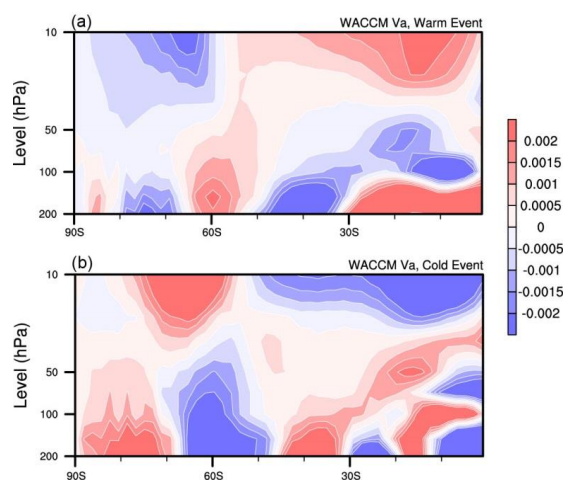 (a) WACCM Va, Warm Event
Level (hPa)
10
50
100
200
90S 60S 30S
(b) WACCM Va, Cold Event
Level (hPa)
10
50
100
200
90S 60S 30S
0.002
0.0015
0.001
0.0005
0
-0.0005
-0.001
-0.0015
-0.002